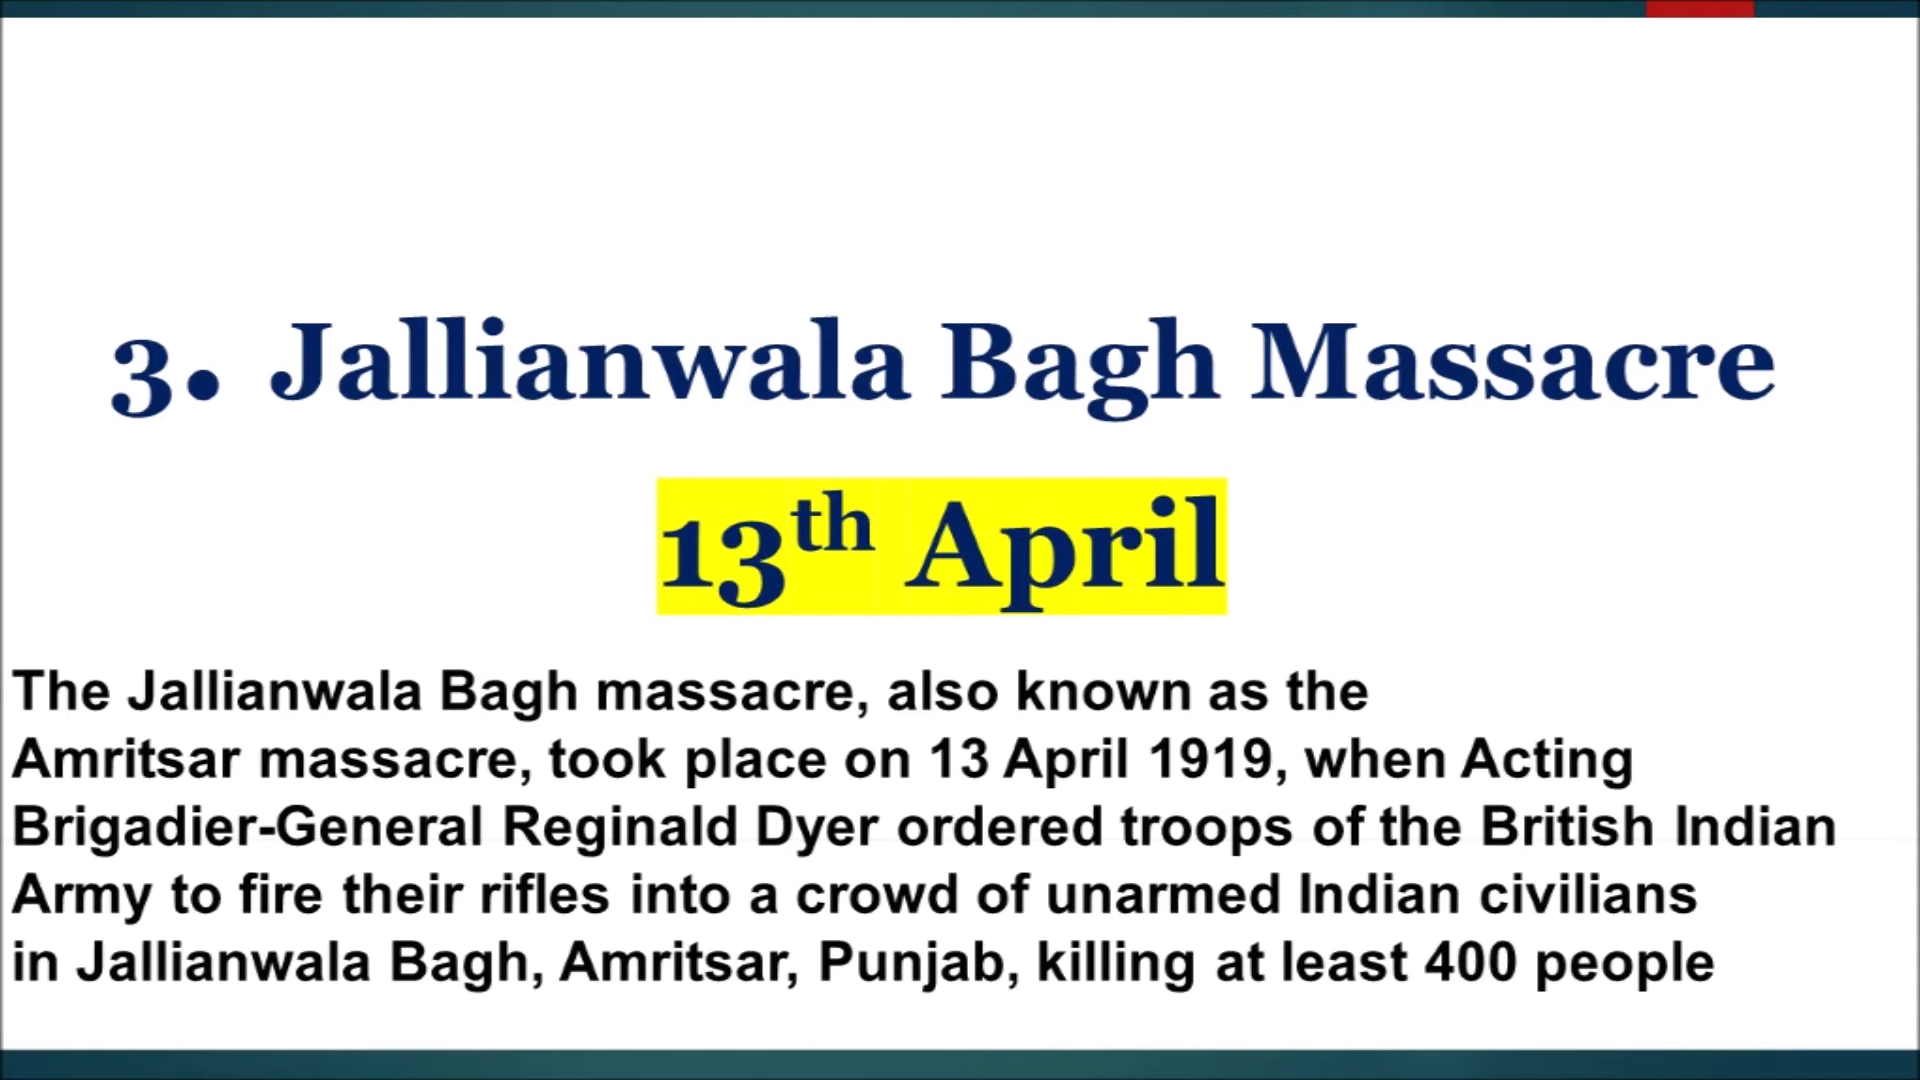 3. Jallianwala Bagh Massacre
13th April
The Jallianwala Bagh massacre, also known as the
Amritsar massacre, took place on 13 April 1919, when Acting
Brigadier-General Reginald Dyer ordered troops of the British Indian
Army to fire their rifles into a crowd of unarmed Indian civilians
in Jallianwala Bagh, Amritsar, Punjab, killing at least 400 people